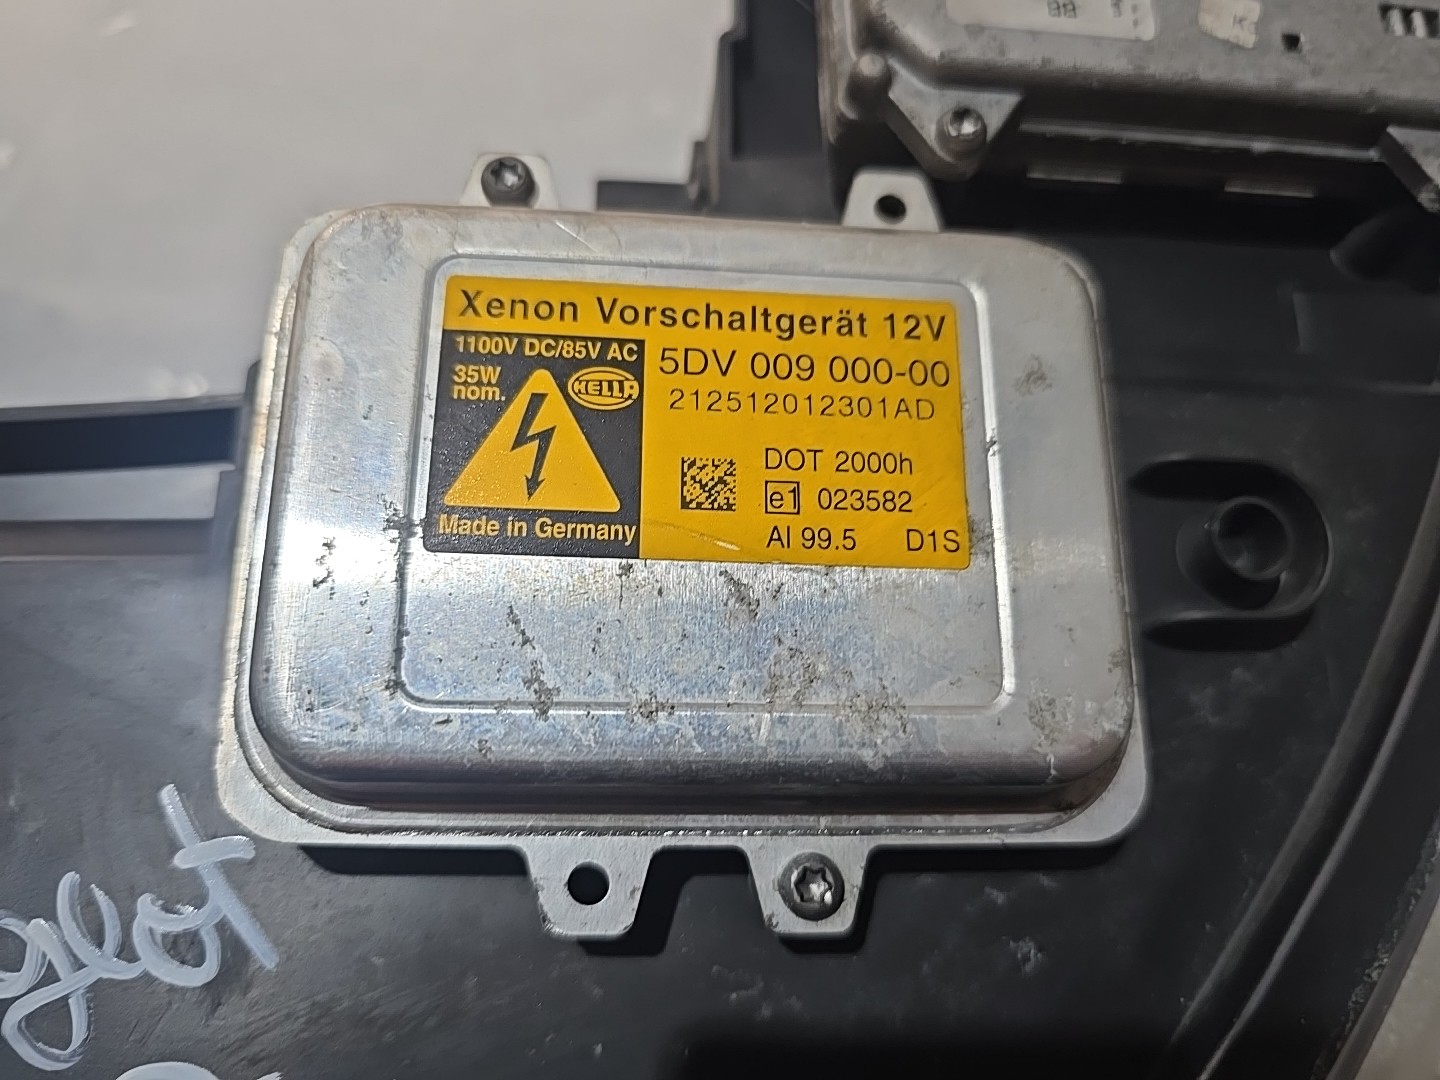 Xenon Vorschaltgerät 12V
1100V DC/85V AC
35W
nom.
HELLA
Made in Germany
5DV 009 000-00
212512012301AD
DOT 2000h
e1 023582
Al 99.5 D1S